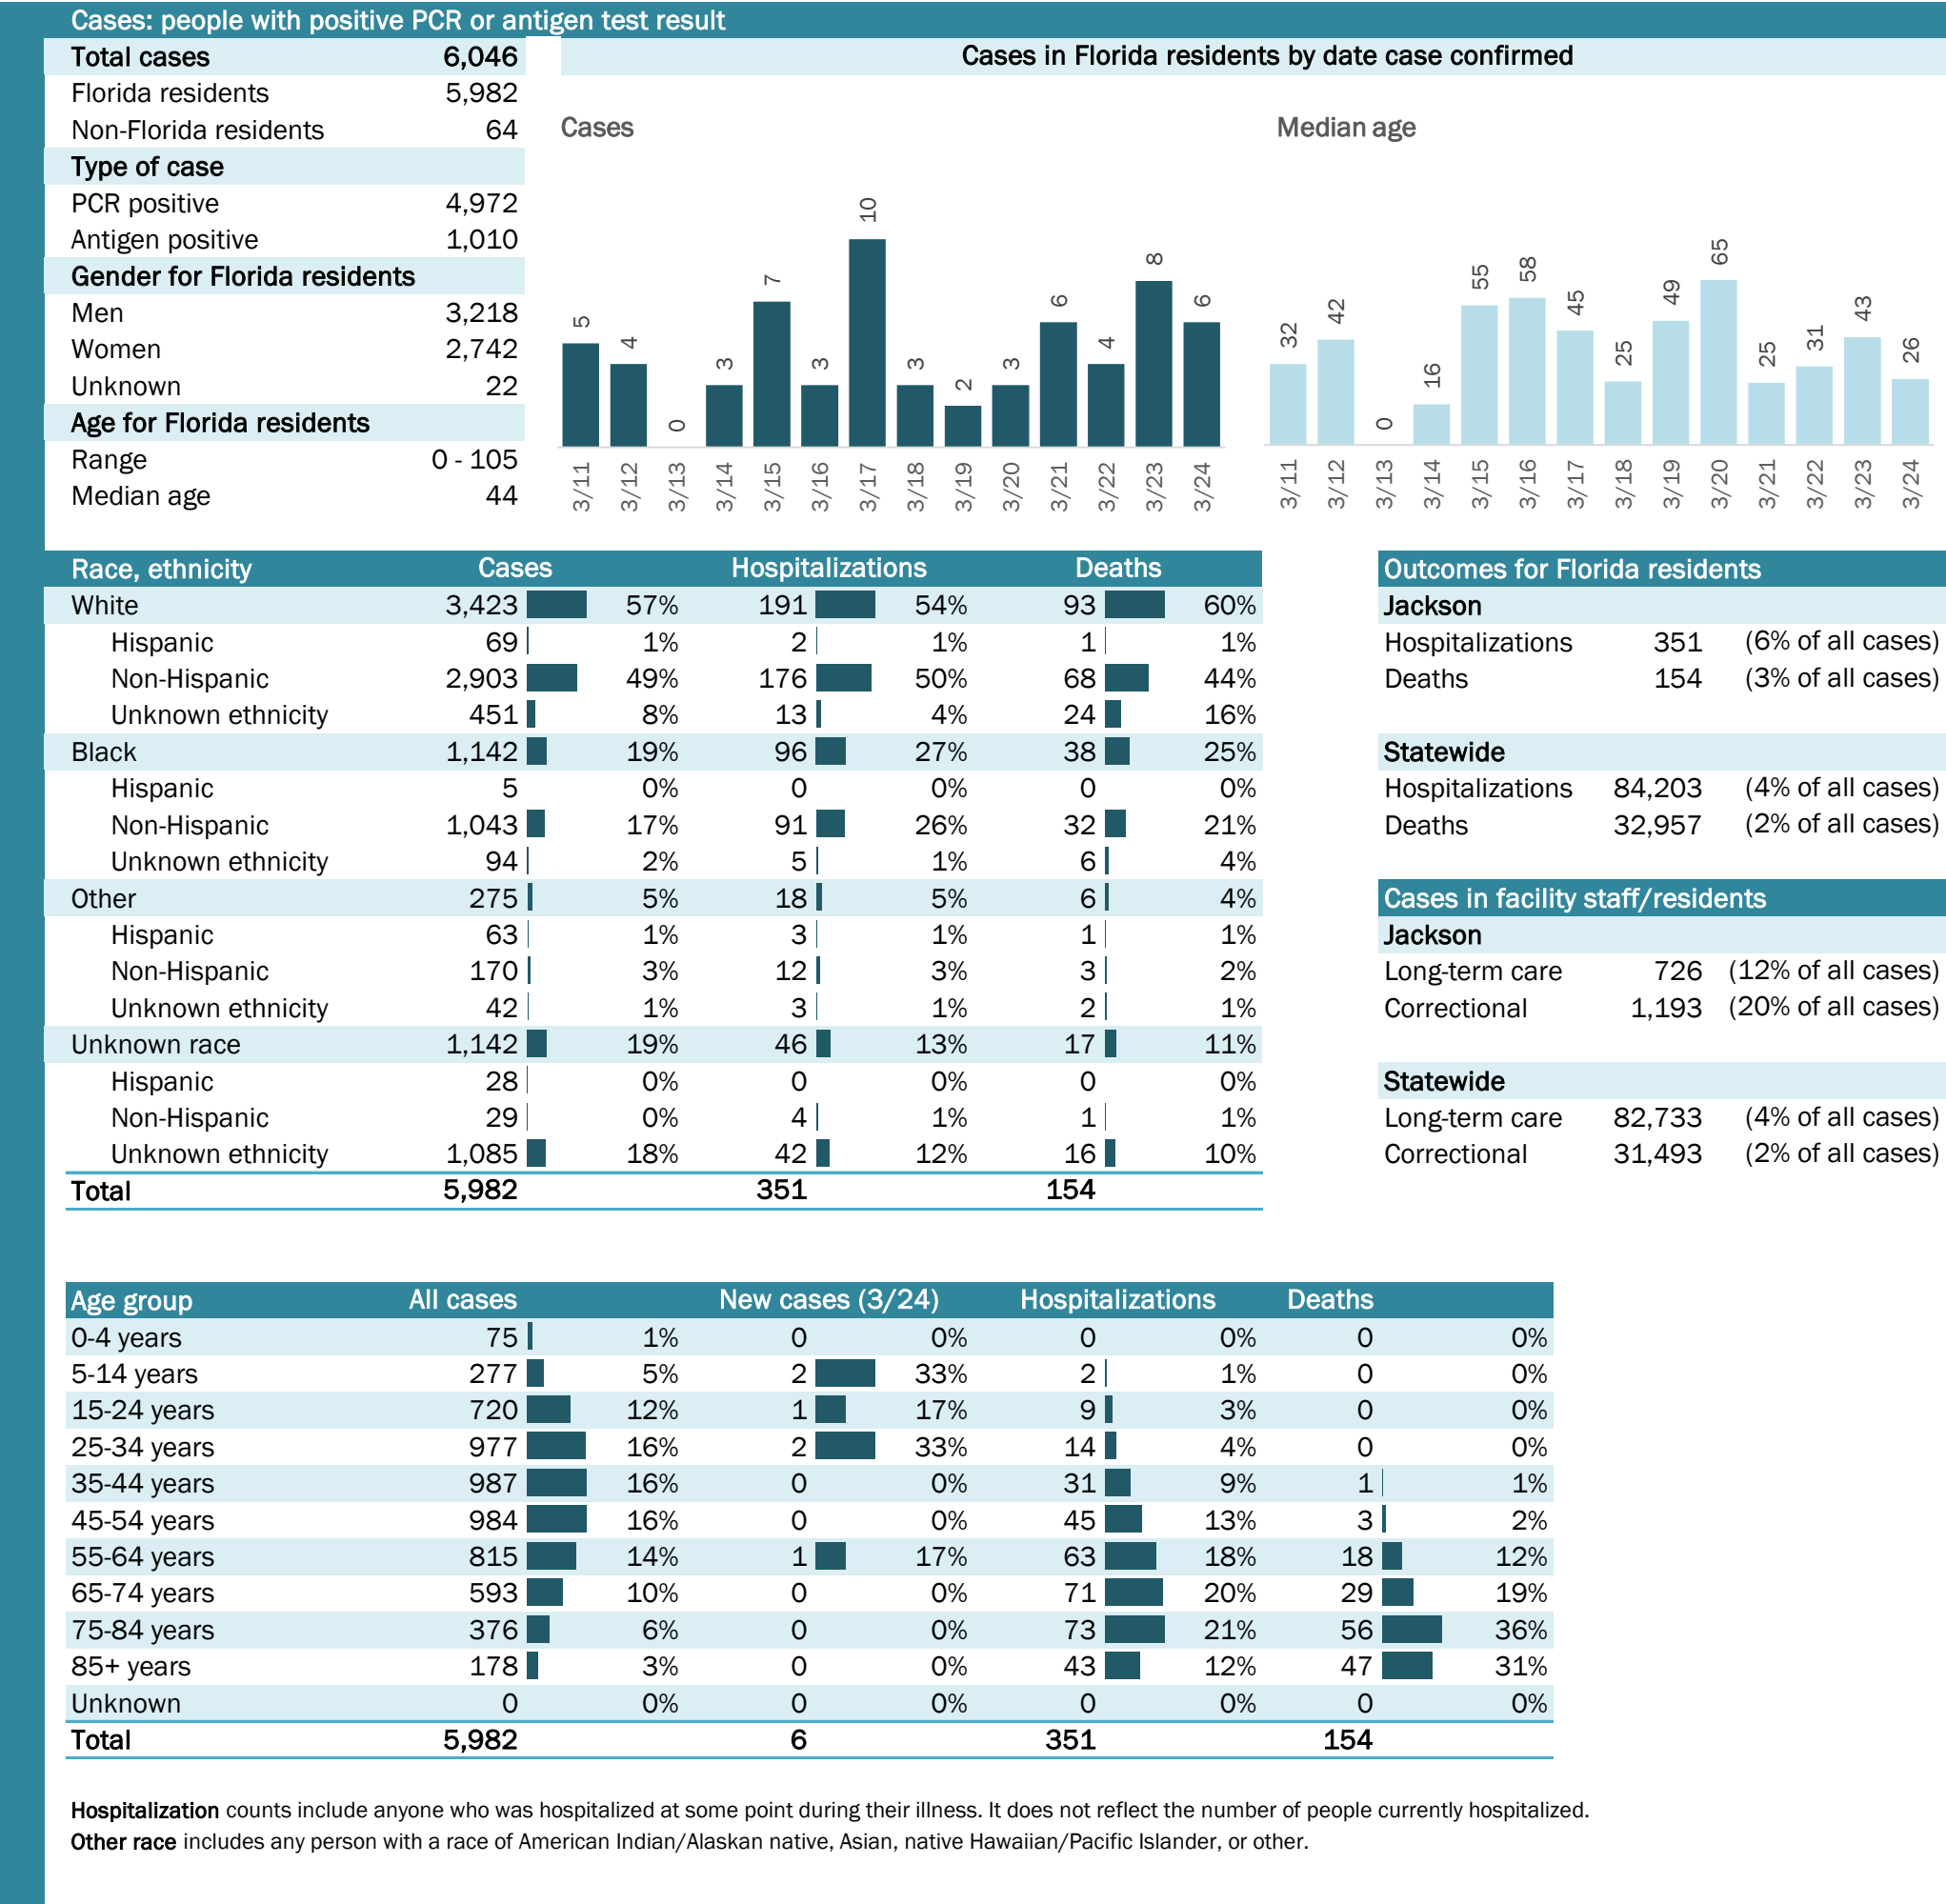 Cases: people with positive PCR or antigen test result
Total cases 6,046
Florida residents 5,982
Non-Florida residents 64
Type of case
PCR positive 4,972
Antigen positive 1,010
Gender for Florida residents
Men 3,218
Women 2,742
Unknown 22
Age for Florida residents
Range 0 - 105
Median age 44
Cases in Florida residents by date case confirmed
Cases
5 4 0 3 7 3 10 3 2 3 6 4 8 6
3/11 3/12 3/13 3/14 3/15 3/16 3/17 3/18 3/19 3/20 3/21 3/22 3/23 3/24
Median age
32 42 0 16 55 58 45 25 49 65 25 31 43 26
3/11 3/12 3/13 3/14 3/15 3/16 3/17 3/18 3/19 3/20 3/21 3/22 3/23 3/24
Race, ethnicity Cases Hospitalizations Deaths
White 3,423 57% 191 54% 93 60%
Hispanic 69 1% 2 1% 1 1%
Non-Hispanic 2,903 49% 176 50% 68 44%
Unknown ethnicity 451 8% 13 4% 24 16%
Black 1,142 19% 96 27% 38 25%
Hispanic 5 0% 0 0% 0 0%
Non-Hispanic 1,043 17% 91 26% 32 21%
Unknown ethnicity 94 2% 5 1% 6 4%
Other 275 5% 18 5% 6 4%
Hispanic 63 1% 3 1% 1 1%
Non-Hispanic 170 3% 12 3% 3 2%
Unknown ethnicity 42 1% 3 1% 2 1%
Unknown race 1,142 19% 46 13% 17 11%
Hispanic 28 0% 0 0% 0 0%
Non-Hispanic 29 0% 4 1% 1 1%
Unknown ethnicity 1,085 18% 42 12% 16 10%
Total 5,982 351 154
Outcomes for Florida residents
Jackson
Hospitalizations 351 (6% of all cases)
Deaths 154 (3% of all cases)
Statewide
Hospitalizations 84,203 (4% of all cases)
Deaths 32,957 (2% of all cases)
Cases in facility staff/residents
Jackson
Long-term care 726 (12% of all cases)
Correctional 1,193 (20% of all cases)
Statewide
Long-term care 82,733 (4% of all cases)
Correctional 31,493 (2% of all cases)
Age group All cases New cases (3/24) Hospitalizations Deaths
0-4 years 75 1% 0 0% 0 0% 0 0%
5-14 years 277 5% 2 33% 2 1% 0 0%
15-24 years 720 12% 1 17% 9 3% 0 0%
25-34 years 977 16% 2 33% 14 4% 0 0%
35-44 years 987 16% 0 0% 31 9% 1 1%
45-54 years 984 16% 0 0% 45 13% 3 2%
55-64 years 815 14% 1 17% 63 18% 18 12%
65-74 years 593 10% 0 0% 71 20% 29 19%
75-84 years 376 6% 0 0% 73 21% 56 36%
85+ years 178 3% 0 0% 43 12% 47 31%
Unknown 0 0% 0 0% 0 0% 0 0%
Total 5,982 6 351 154
Hospitalization counts include anyone who was hospitalized at some point during their illness. It does not reflect the number of people currently hospitalized.
Other race includes any person with a race of American Indian/Alaskan native, Asian, native Hawaiian/Pacific Islander, or other.